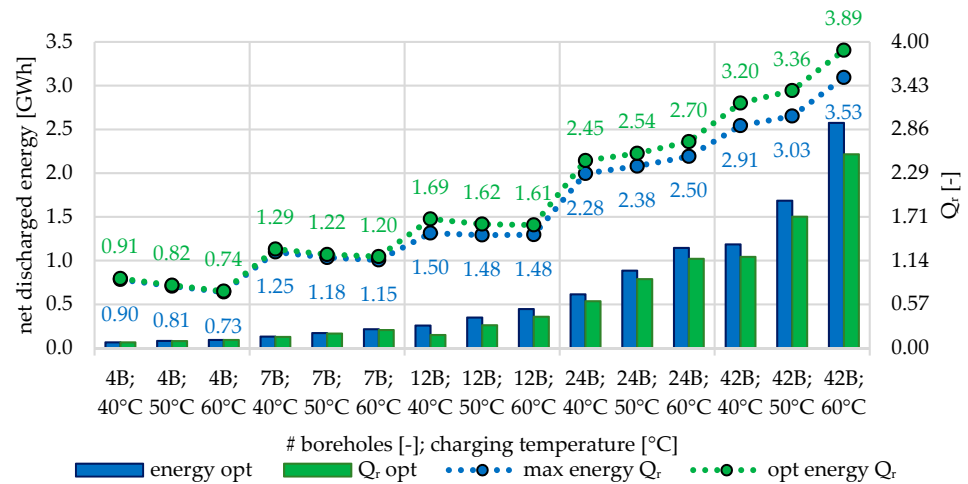 3.89
3.5 4.00
3.36
3.20
3.0 3.43
2.70
2.54
2.45
3.53
2.5 2.86
3.03
2.91
2.0 2.29
1.69 1.62 1.61
2.50
2.38
2.28
1.5 1.71
1.29 1.22 1.20
1.50 1.48 1.48
1.0 1.14
0.91 0.82 0.74
1.25 1.18 1.15
0.5 0.57
0.90 0.81 0.73
0.0 0.00
net discharged energy [GWh]
Qr [-]
4B; 4B; 4B; 7B; 7B; 7B; 12B; 12B; 12B; 24B; 24B; 24B; 42B; 42B; 42B;
40°C 50°C 60°C 40°C 50°C 60°C 40°C 50°C 60°C 40°C 50°C 60°C 40°C 50°C 60°C
# boreholes [-]; charging temperature [°C]
energy opt Qr opt max energy Qr opt energy Qr